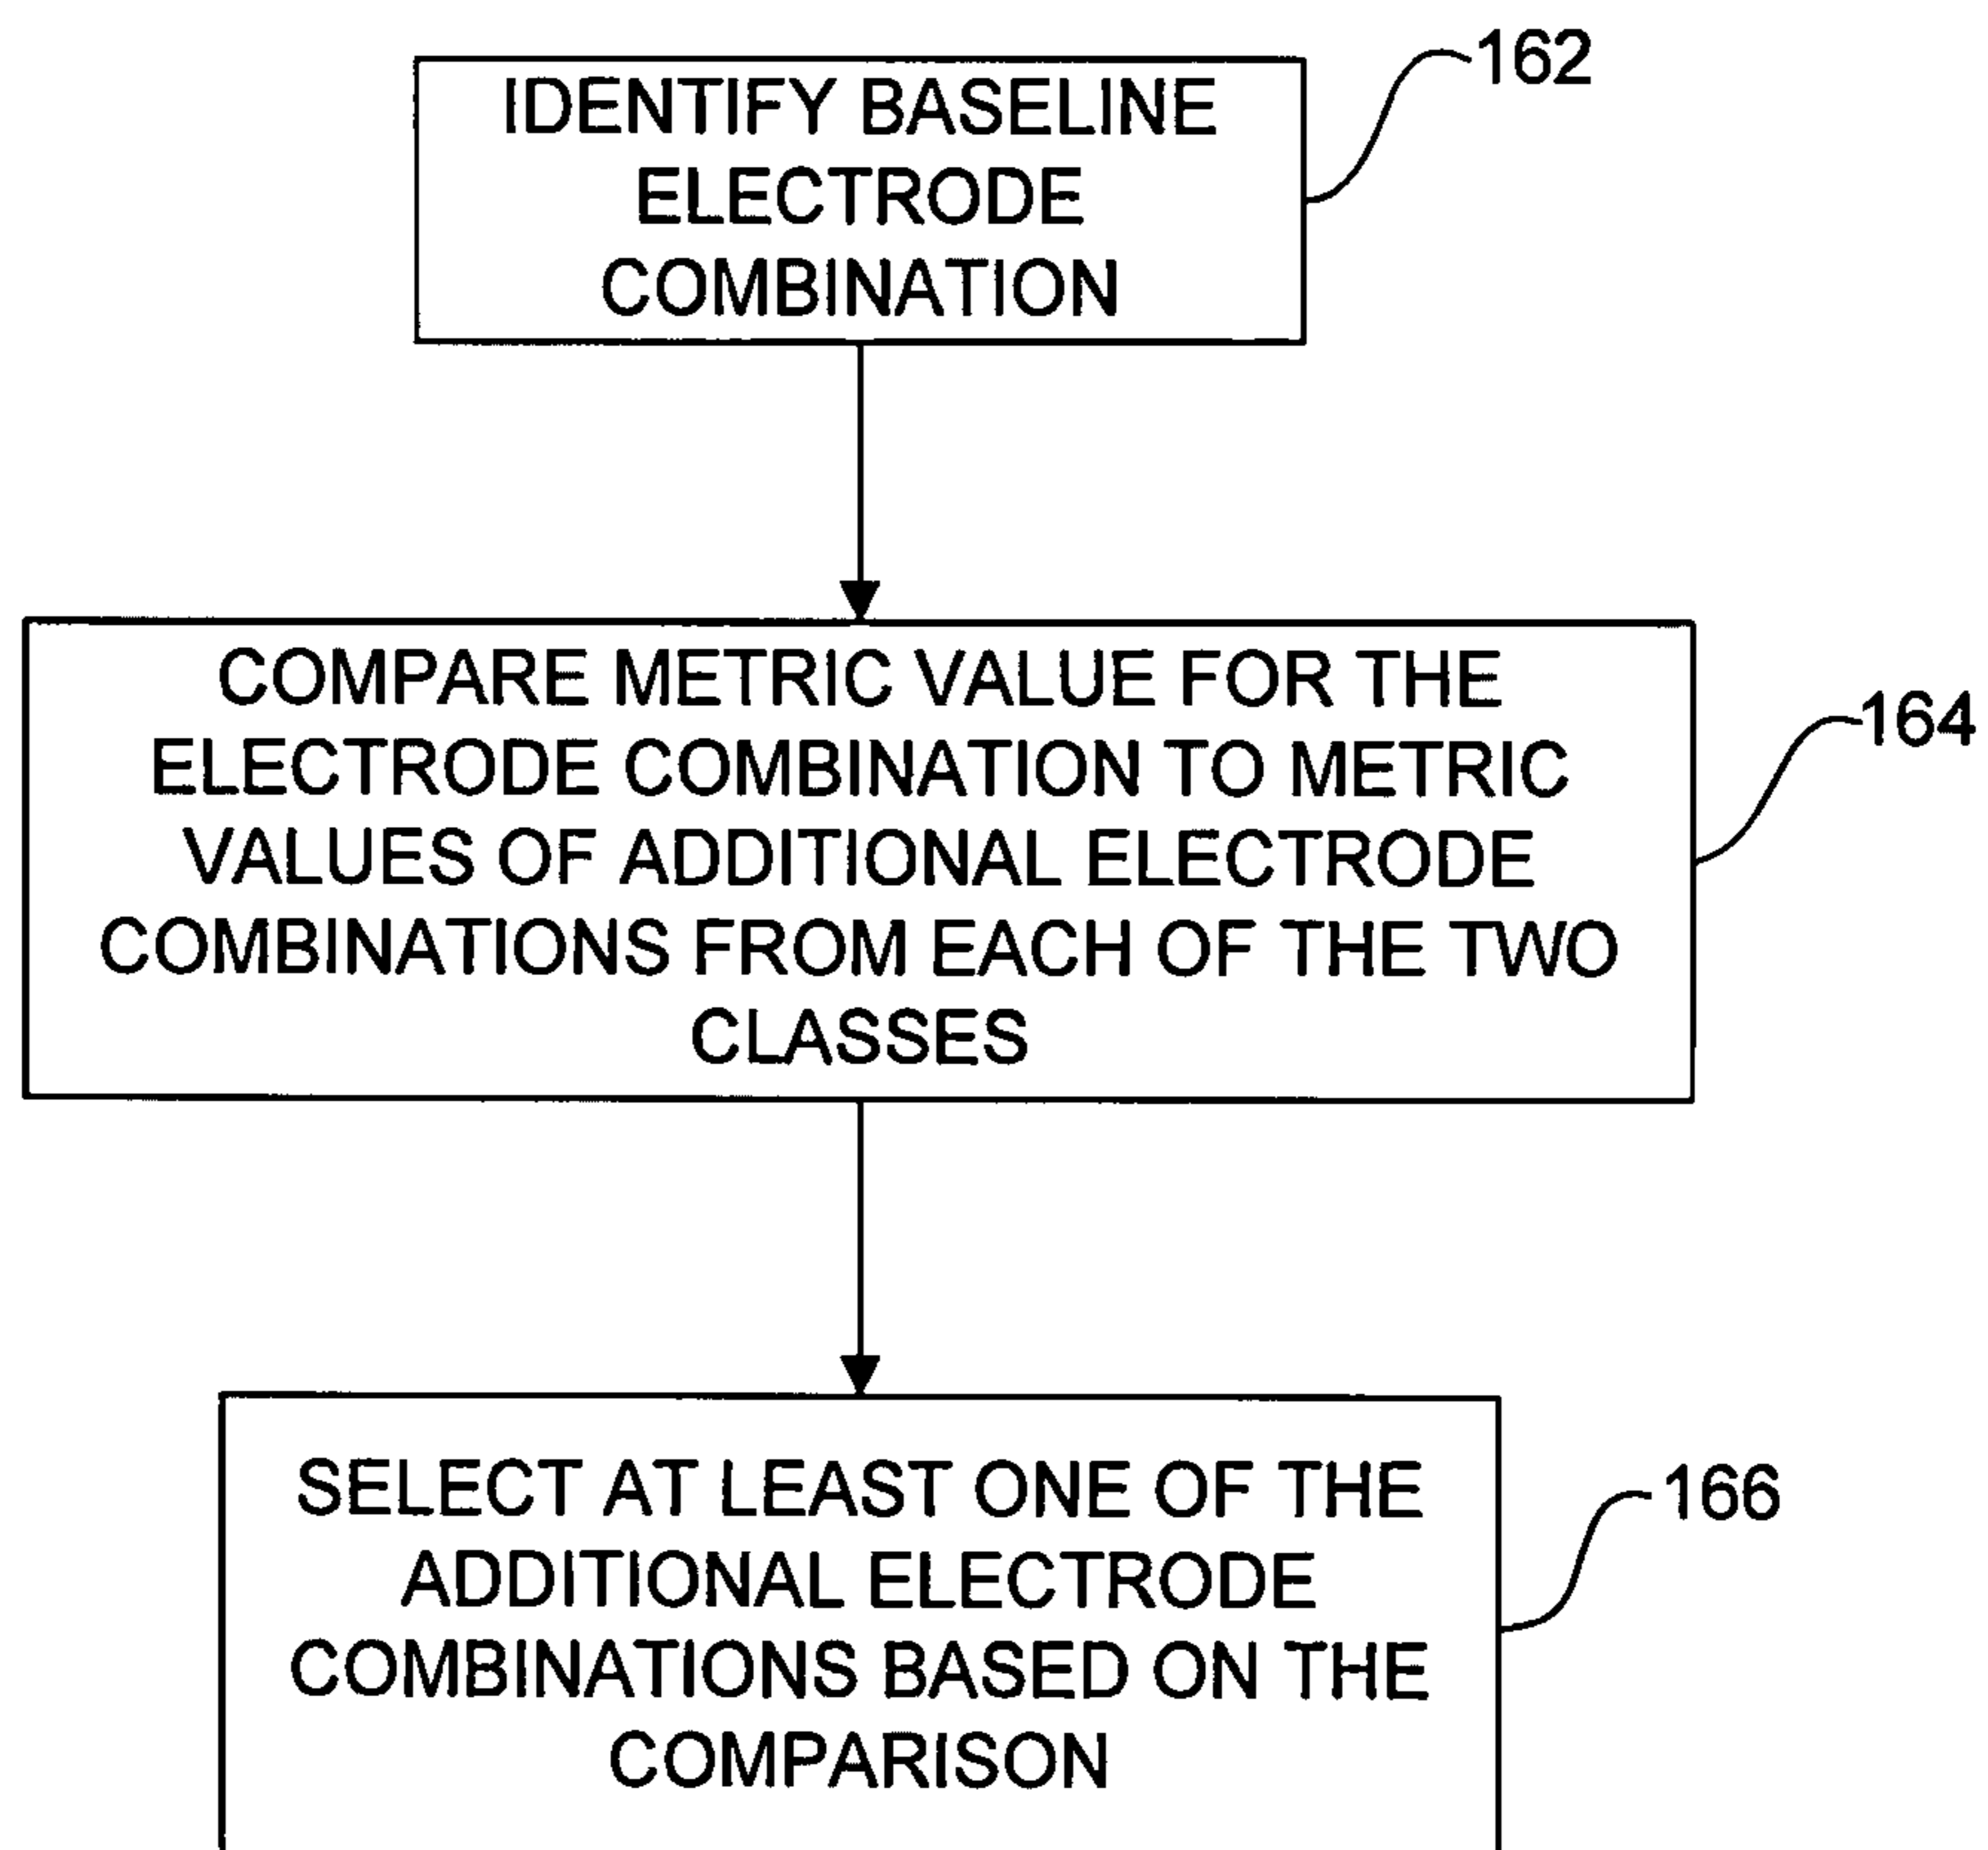 IDENTIFY BASELINE
ELECTRODE
COMBINATION
162
COMPARE METRIC VALUE FOR THE
ELECTRODE COMBINATION TO METRIC
VALUES OF ADDITIONAL ELECTRODE
COMBINATIONS FROM EACH OF THE TWO
CLASSES
164
SELECT AT LEAST ONE OF THE
ADDITIONAL ELECTRODE
COMBINATIONS BASED ON THE
COMPARISON
166